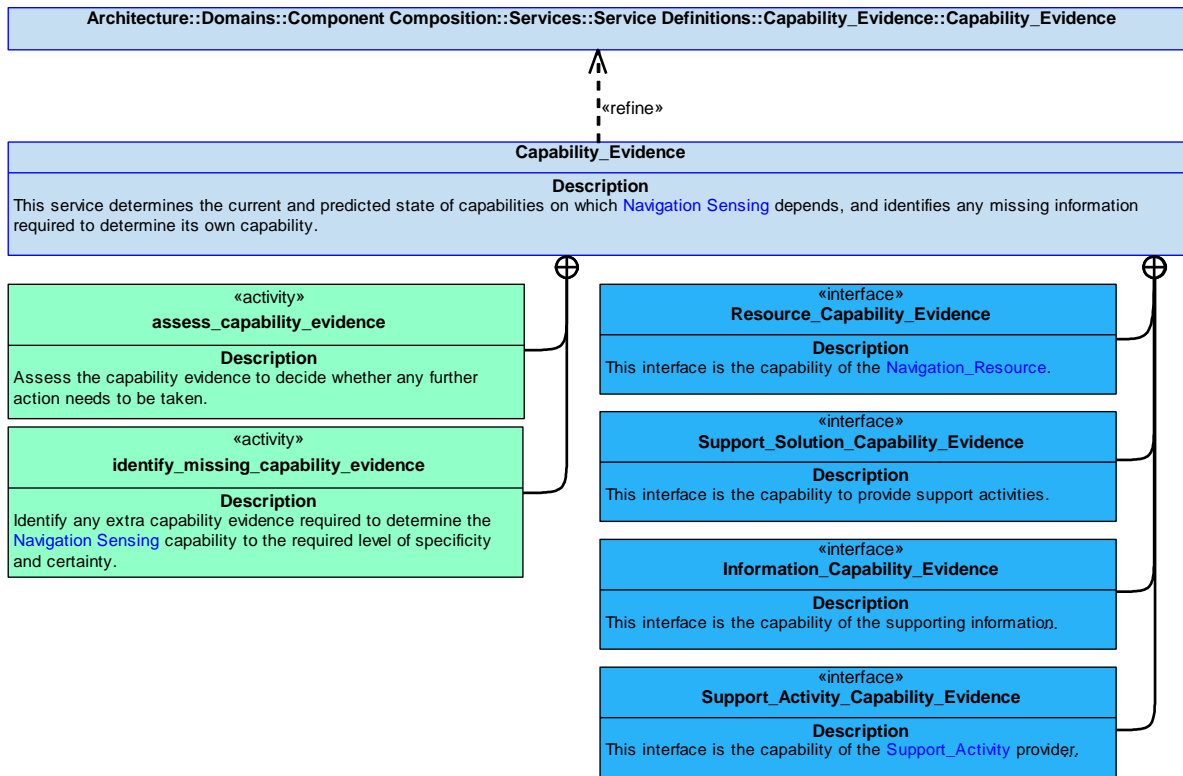 Architecture::Domains::Component Composition::Services::Service Definitions::Capability_Evidence::Capability_Evidence
«refine»
Capability_Evidence
Description
This service determines the current and predicted state of capabilities on which Navigation Sensing depends, and identifies any missing information
required to determine its own capability.
«activity»
assess_capability_evidence
Description
Assess the capability evidence to decide whether any further
action needs to be taken.
«activity»
identify_missing_capability_evidence
Description
Identify any extra capability evidence required to determine the
Navigation Sensing capability to the required level of specificity
and certainty.
«interface»
Resource_Capability_Evidence
Description
This interface is the capability of the Navigation_Resource.
«interface»
Support_Solution_Capability_Evidence
Description
This interface is the capability to provide support activities.
«interface»
Information_Capability_Evidence
Description
This interface is the capability of the supporting information.
«interface»
Support_Activity_Capability_Evidence
Description
This interface is the capability of the Support_Activity provider.